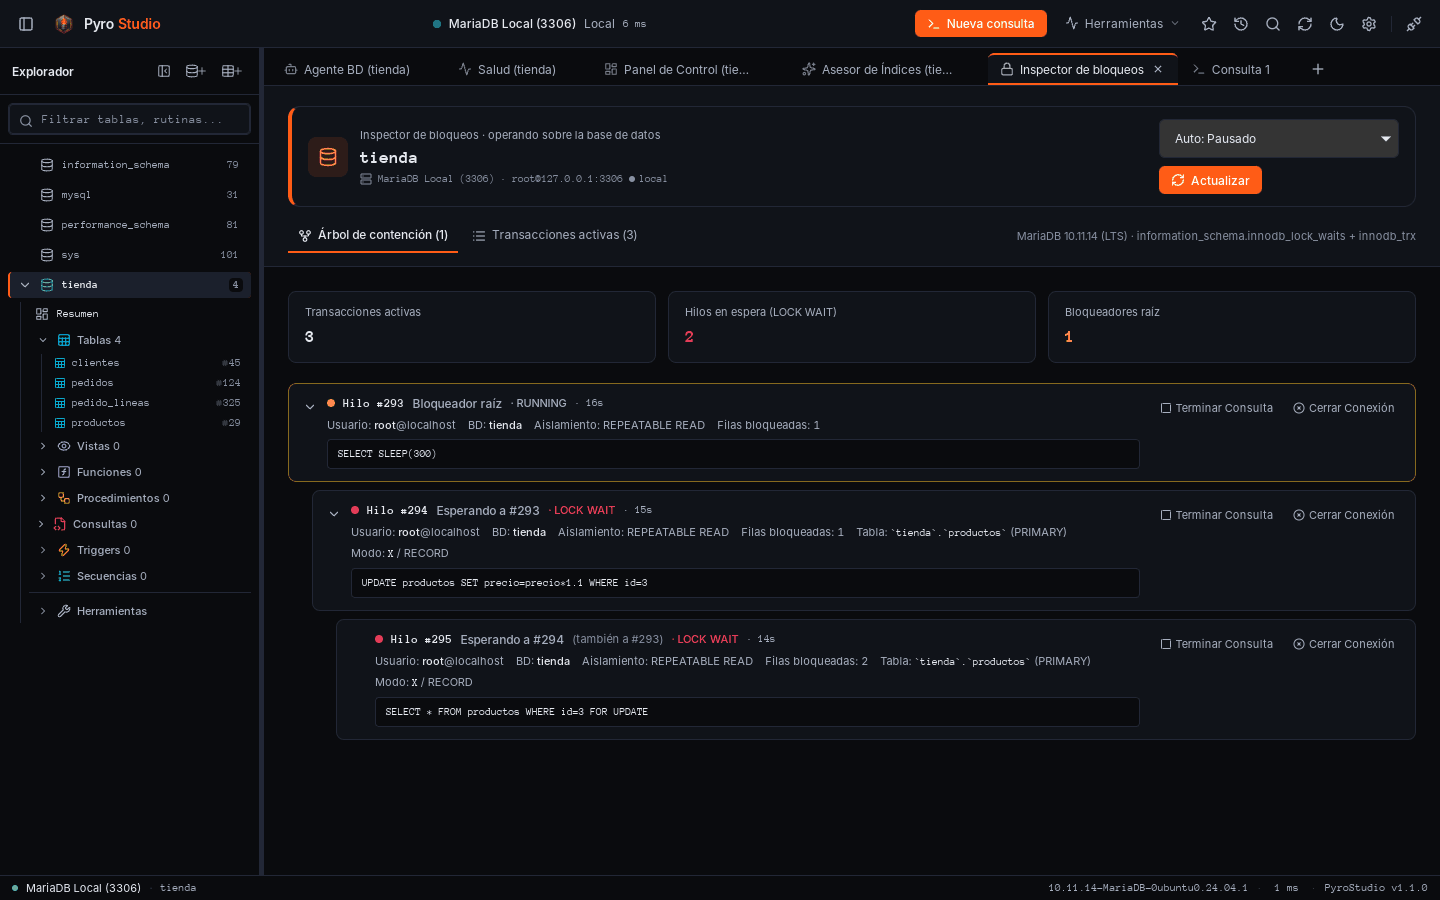 Pyro Studio
MariaDB Local (3306) Local 6 ms
Nueva consulta
Herramientas
Explorador
Filtrar tablas, rutinas...
information_schema 79
mysql 31
performance_schema 81
sys 101
tienda 4
Resumen
Tablas 4
clientes #45
pedidos #124
pedido_lineas #325
productos #29
Vistas 0
Funciones 0
Procedimientos 0
Consultas 0
Triggers 0
Secuencias 0
Herramientas
Agente BD (tienda)
Salud (tienda)
Panel de Control (tie...
Asesor de Índices (tie...
Inspector de bloqueos ×
Consulta 1
+
Inspector de bloqueos · operando sobre la base de datos
tienda
MariaDB Local (3306) · root@127.0.0.1:3306 ● local
Auto: Pausado
Actualizar
Árbol de contención (1)
Transacciones activas (3)
MariaDB 10.11.14 (LTS) · information_schema.innodb_lock_waits + innodb_trx
Transacciones activas
3
Hilos en espera (LOCK WAIT)
2
Bloqueadores raíz
1
Hilo #293 Bloqueador raíz · RUNNING · 16s
Terminar Consulta Cerrar Conexión
Usuario: root@localhost BD: tienda Aislamiento: REPEATABLE READ Filas bloqueadas: 1
SELECT SLEEP(300)
Hilo #294 Esperando a #293 · LOCK WAIT · 15s
Terminar Consulta Cerrar Conexión
Usuario: root@localhost BD: tienda Aislamiento: REPEATABLE READ Filas bloqueadas: 1 Tabla: `tienda`.`productos` (PRIMARY)
Modo: X / RECORD
UPDATE productos SET precio=precio*1.1 WHERE id=3
Hilo #295 Esperando a #294 (también a #293) · LOCK WAIT · 14s
Terminar Consulta Cerrar Conexión
Usuario: root@localhost BD: tienda Aislamiento: REPEATABLE READ Filas bloqueadas: 2 Tabla: `tienda`.`productos` (PRIMARY)
Modo: X / RECORD
SELECT * FROM productos WHERE id=3 FOR UPDATE
MariaDB Local (3306) · tienda
10.11.14-MariaDB-0ubuntu0.24.04.1 · 1 ms · PyroStudio v1.1.0